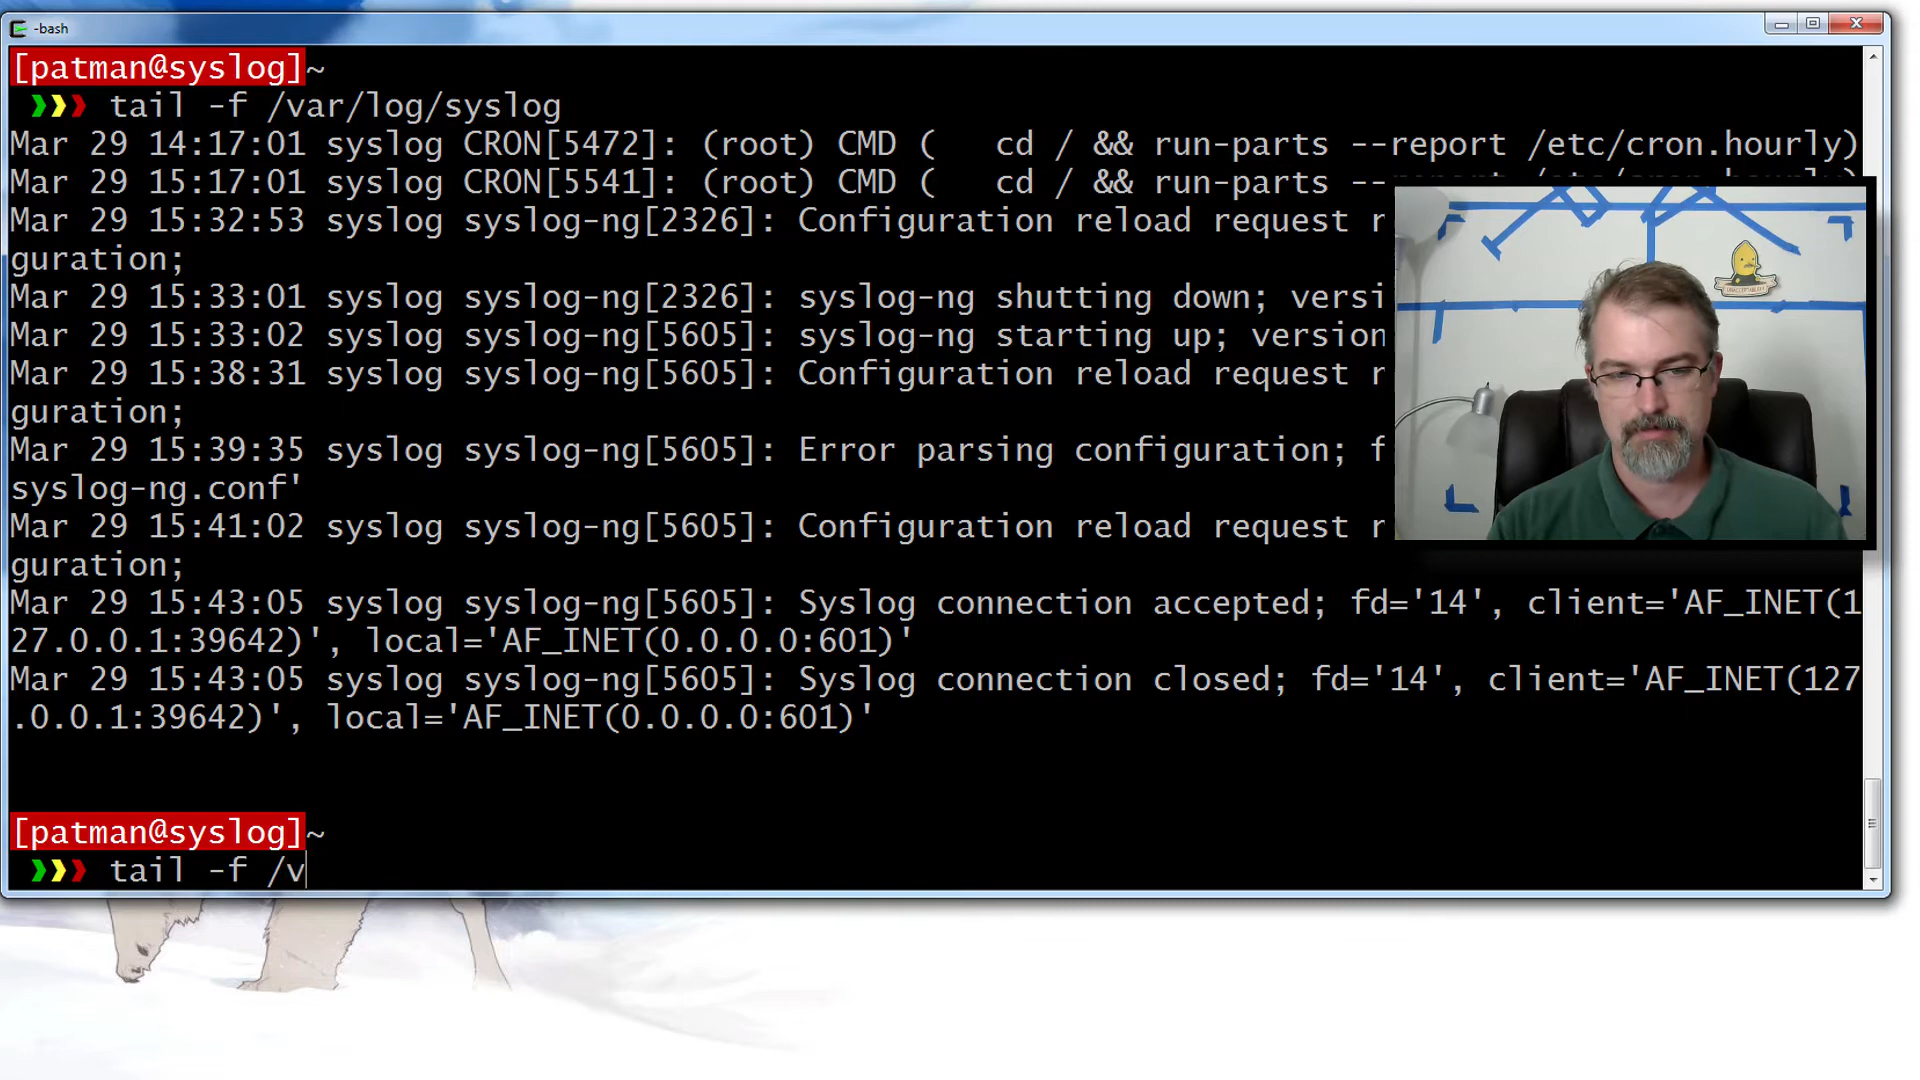 -bash
[patman@syslog]~
❯❯❯ tail -f /var/log/syslog
Mar 29 14:17:01 syslog CRON[5472]: (root) CMD (   cd / && run-parts --report /etc/cron.hourly)
Mar 29 15:17:01 syslog CRON[5541]: (root) CMD (   cd / && run-parts --report /etc/cron.hourly)
Mar 29 15:32:53 syslog syslog-ng[2326]: Configuration reload request r
guration;
Mar 29 15:33:01 syslog syslog-ng[2326]: syslog-ng shutting down; versi
Mar 29 15:33:02 syslog syslog-ng[5605]: syslog-ng starting up; version
Mar 29 15:38:31 syslog syslog-ng[5605]: Configuration reload request r
guration;
Mar 29 15:39:35 syslog syslog-ng[5605]: Error parsing configuration; f
syslog-ng.conf'
Mar 29 15:41:02 syslog syslog-ng[5605]: Configuration reload request r
guration;
Mar 29 15:43:05 syslog syslog-ng[5605]: Syslog connection accepted; fd='14', client='AF_INET(1
27.0.0.1:39642)', local='AF_INET(0.0.0.0:601)'
Mar 29 15:43:05 syslog syslog-ng[5605]: Syslog connection closed; fd='14', client='AF_INET(127
.0.0.1:39642)', local='AF_INET(0.0.0.0:601)'
[patman@syslog]~
❯❯❯ tail -f /v